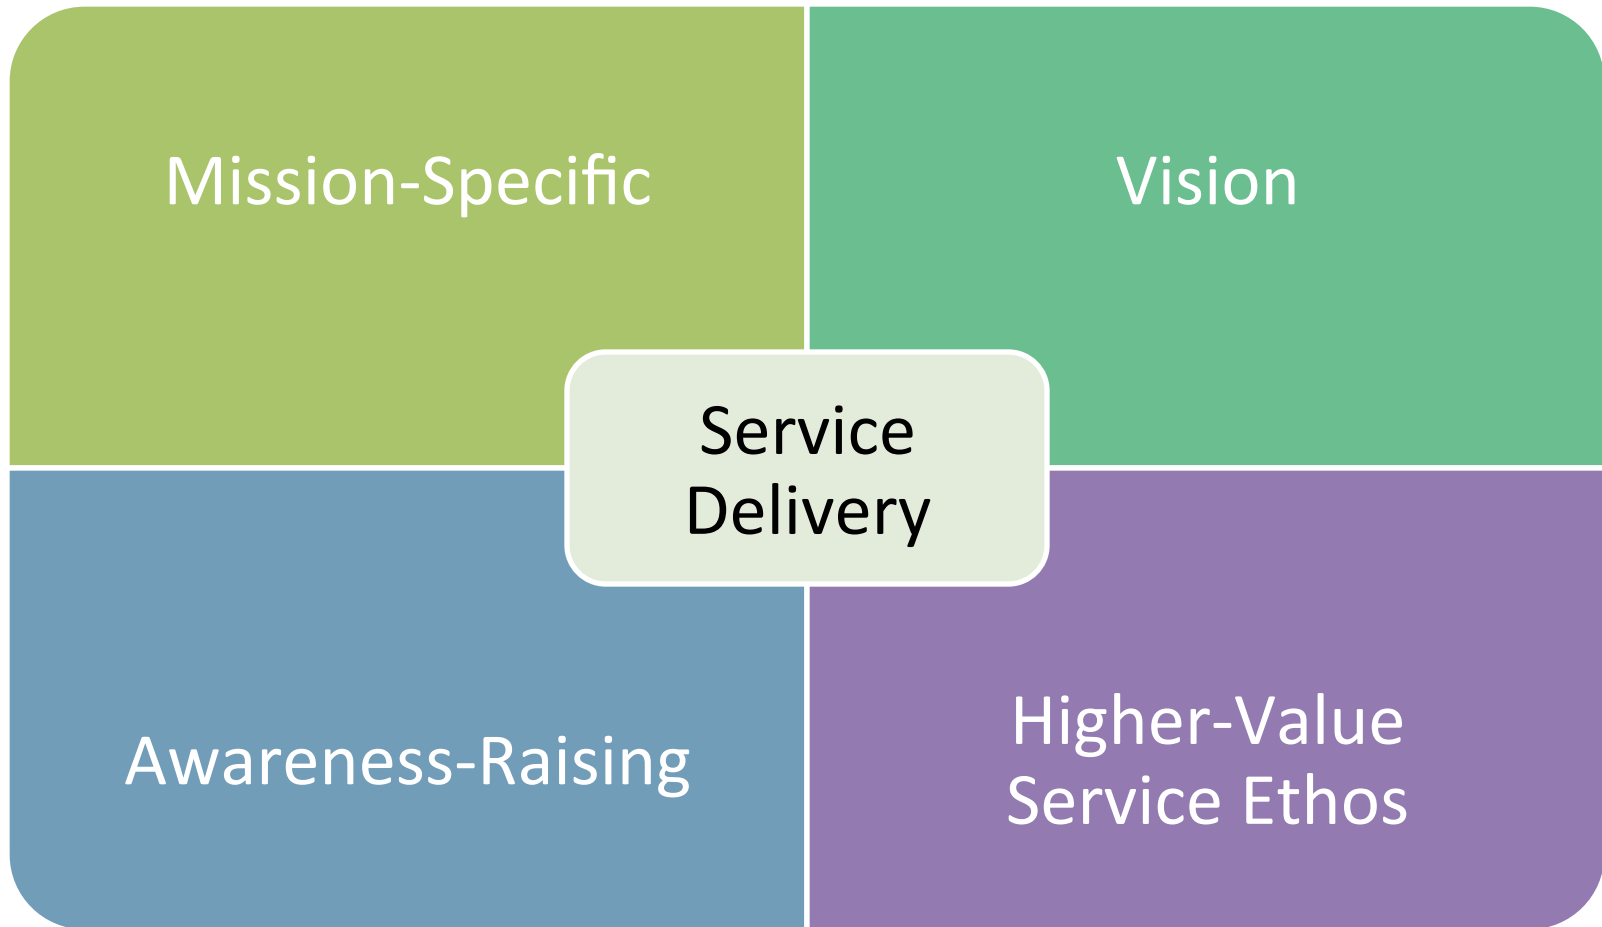 Mission-Specific
Vision
Service
Delivery
Awareness-Raising
Higher-Value
Service Ethos